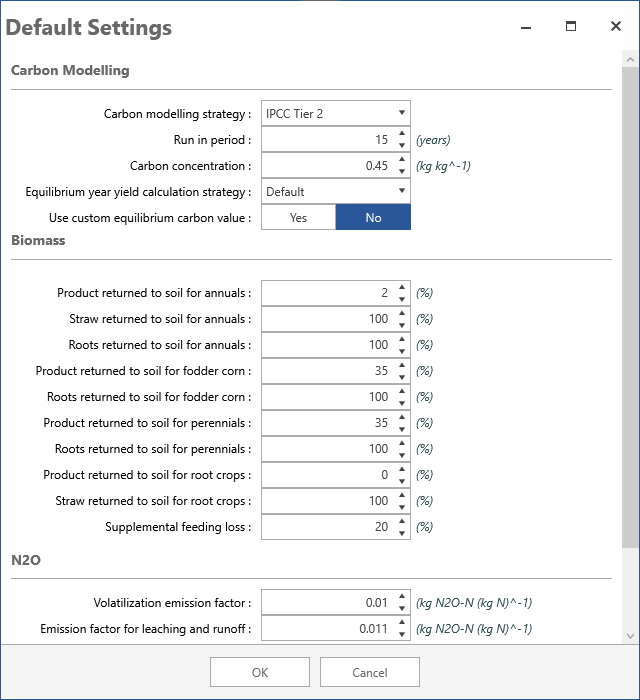 Default Settings
Carbon Modelling
Carbon modelling strategy : IPCC Tier 2
Run in period : 15 (years)
Carbon concentration : 0.45 (kg kg^-1)
Equilibrium year yield calculation strategy : Default
Use custom equilibrium carbon value : Yes No
Biomass
Product returned to soil for annuals : 2 (%)
Straw returned to soil for annuals : 100 (%)
Roots returned to soil for annuals : 100 (%)
Product returned to soil for fodder corn : 35 (%)
Roots returned to soil for fodder corn : 100 (%)
Product returned to soil for perennials : 35 (%)
Roots returned to soil for perennials : 100 (%)
Product returned to soil for root crops : 0 (%)
Straw returned to soil for root crops : 100 (%)
Supplemental feeding loss : 20 (%)
N2O
Volatilization emission factor : 0.01 (kg N2O-N (kg N)^-1)
Emission factor for leaching and runoff : 0.011 (kg N2O-N (kg N)^-1)
OK Cancel